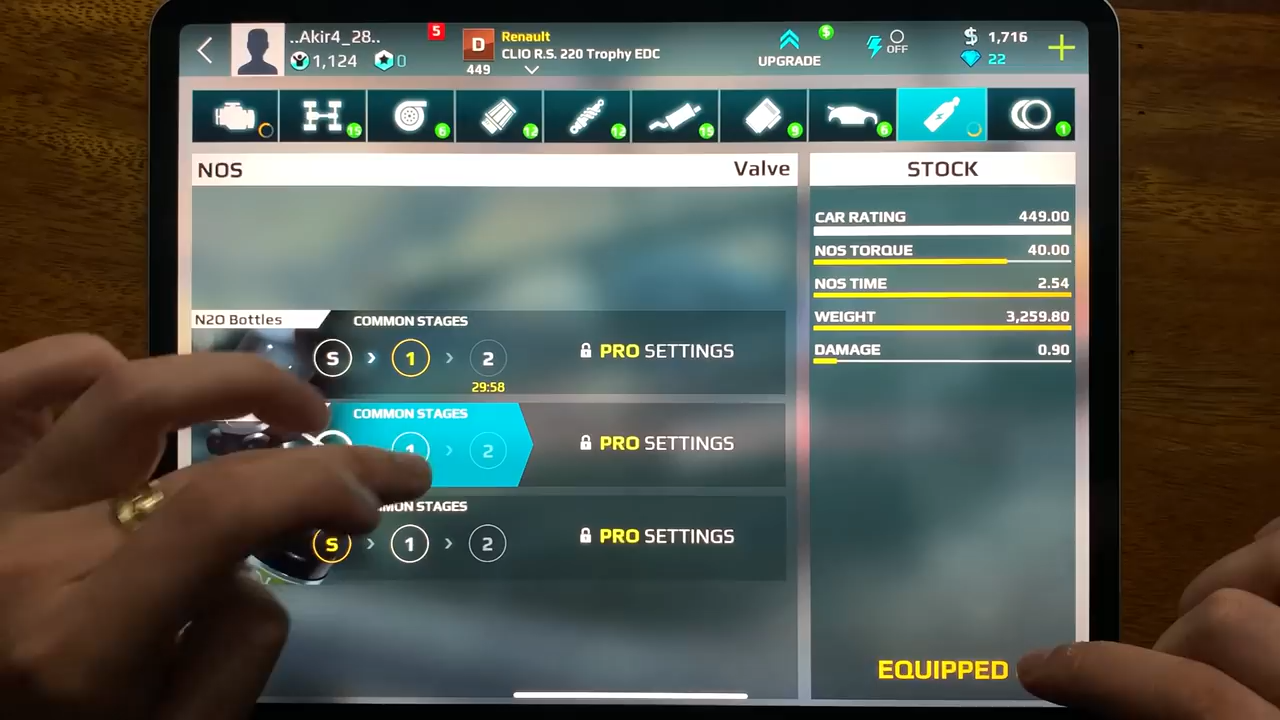 ..Akir4_28..
5
1,124
0
D
449
Renault
CLIO R.S. 220 Trophy EDC
UPGRADE
$
OFF
$ 1,716
22
15
6
12
12
15
9
6
1
NOS
Valve
STOCK
CAR RATING 449.00
NOS TORQUE 40.00
NOS TIME 2.54
WEIGHT 3,259.80
DAMAGE 0.90
N2O Bottles
COMMON STAGES
S > 1 > 2
29:58
PRO SETTINGS
COMMON STAGES
1 > 2
PRO SETTINGS
STAGES
S > 1 > 2
PRO SETTINGS
EQUIPPED